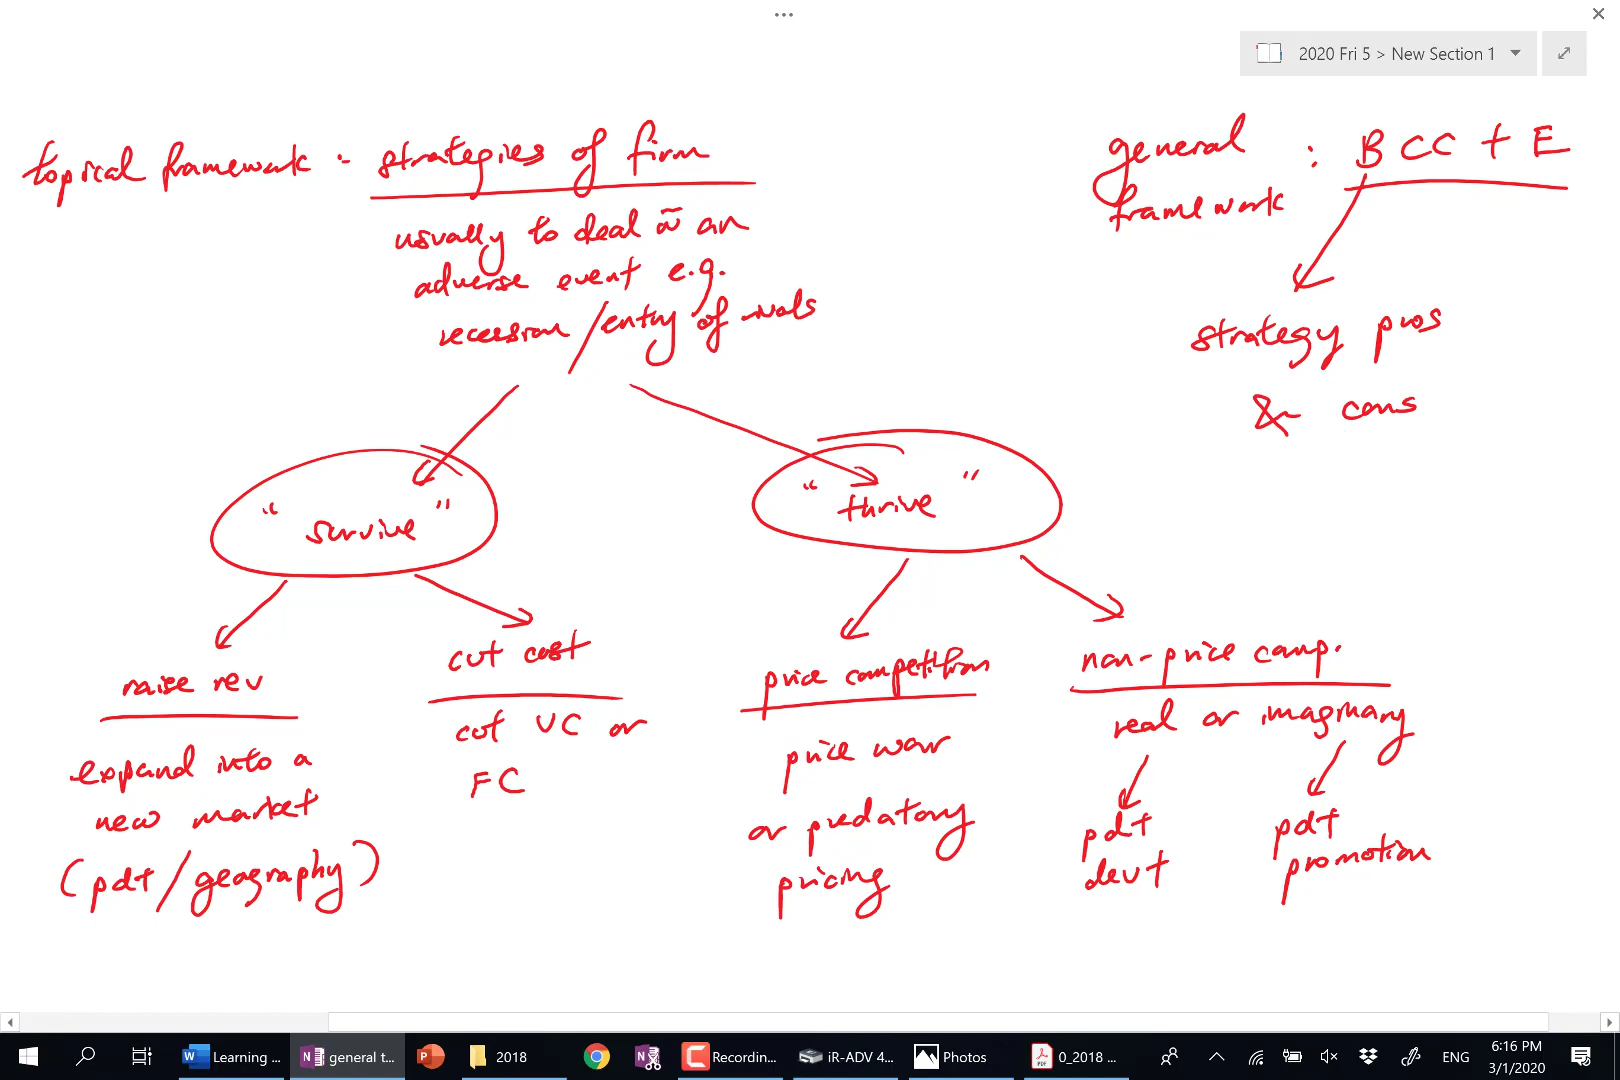 2020 Fri 5 > New Section 1
topical framework : strategies of firm
usually to deal w̃ an
adverse event e.g.
recession / entry of rivals
general
framework : BCC + E
strategy pros
& cons
"survive"
"thrive"
raise rev
expand into a
new market
(pdt / geography)
cut cost
cut VC or
FC
price competition
price war
or predatory
pricing
non-price comp.
real or imaginary
pdt
devt
pdt
promotion
Learning ...
general t...
2018
Recordin...
iR-ADV 4...
Photos
0_2018 ...
ENG
6:16 PM
3/1/2020